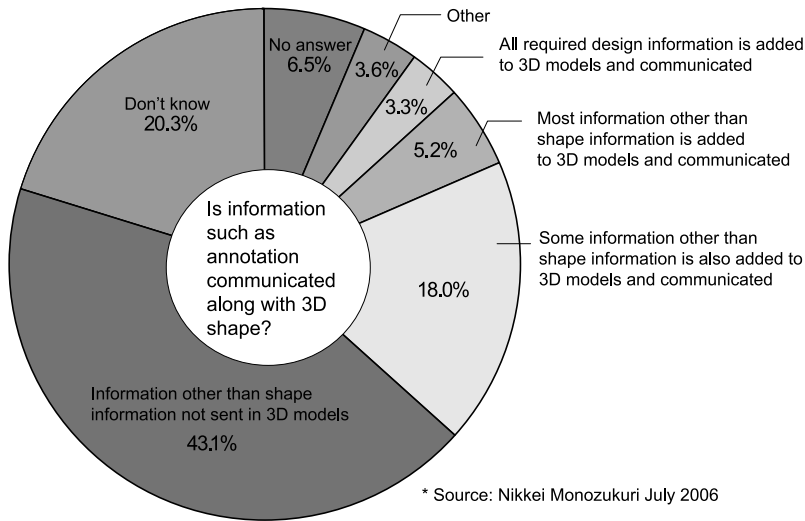 Is information
such as
annotation
communicated
along with 3D
shape?
No answer
6.5%
Other
3.6%
All required design information is added
to 3D models and communicated
3.3%
Most information other than
shape information is added
to 3D models and communicated
5.2%
Some information other than
shape information is also added to
3D models and communicated
18.0%
Information other than shape
information not sent in 3D models
43.1%
Don't know
20.3%
* Source: Nikkei Monozukuri July 2006